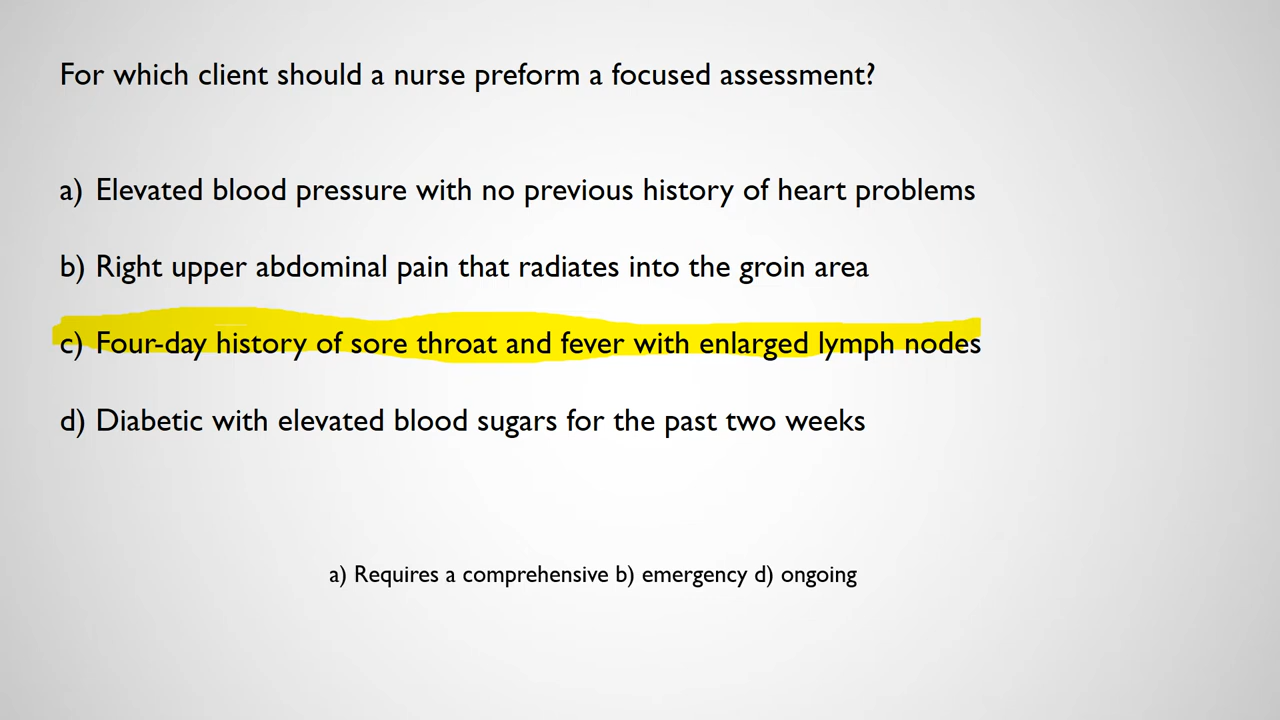 For which client should a nurse preform a focused assessment?
a) Elevated blood pressure with no previous history of heart problems
b) Right upper abdominal pain that radiates into the groin area
c) Four-day history of sore throat and fever with enlarged lymph nodes
d) Diabetic with elevated blood sugars for the past two weeks
a) Requires a comprehensive b) emergency d) ongoing